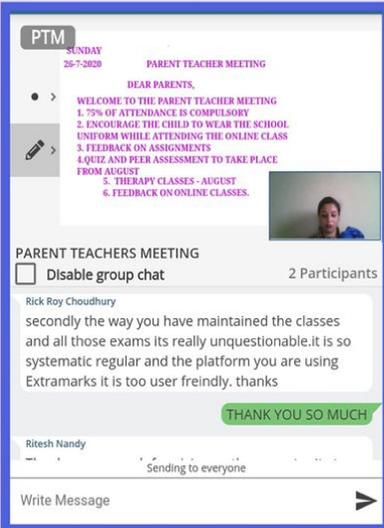 PTM
SUNDAY
26-7-2020 PARENT TEACHER MEETING
DEAR PARENTS,
WELCOME TO THE PARENT TEACHER MEETING
1. 75% OF ATTENDANCE IS COMPULSORY
2. ENCOURAGE THE CHILD TO WEAR THE SCHOOL
UNIFORM WHILE ATTENDING THE ONLINE CLASS
3. FEEDBACK ON ASSIGNMENTS
4.QUIZ AND PEER ASSESSMENT TO TAKE PLACE
FROM AUGUST
5. THERAPY CLASSES - AUGUST
6. FEEDBACK ON ONLINE CLASSES.
PARENT TEACHERS MEETING
Disable group chat 2 Participants
Rick Roy Choudhury
secondly the way you have maintained the classes
and all those exams its really unquestionable.it is so
systematic regular and the platform you are using
Extramarks it is too user freindly. thanks
THANK YOU SO MUCH
Ritesh Nandy
Sending to everyone
Write Message